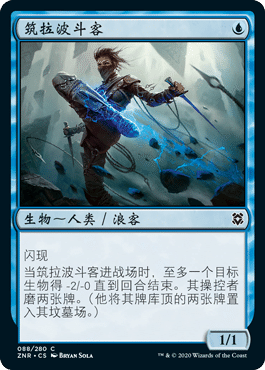 筑拉波斗客
生物～人类／浪客
闪现
当筑拉波斗客进战场时，至多一个目标
生物得-2/-0直到回合结束。其操控者
磨两张牌。（他将其牌库顶的两张牌置
入其坟墓场。）
1/1
088/280 C
ZNR • CS BRYAN SOLA
™ & © 2020 Wizards of the Coast